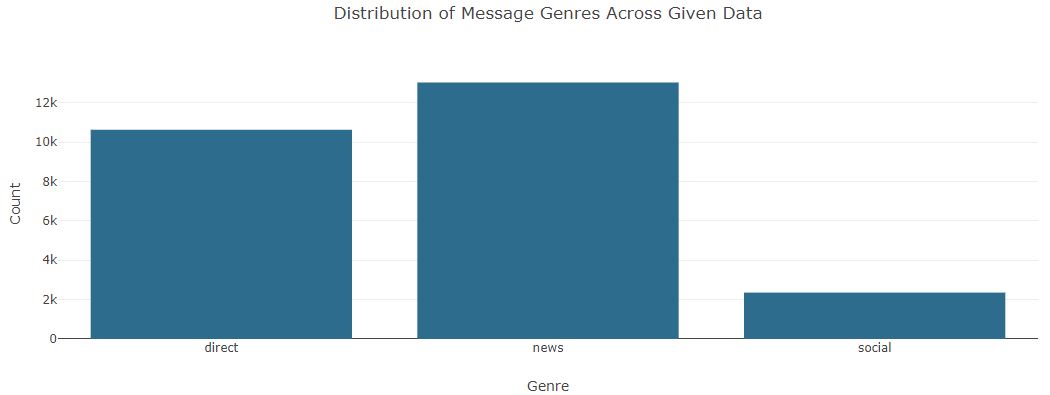 Distribution of Message Genres Across Given Data
Count
12k
10k
8k
6k
4k
2k
0
direct news social
Genre